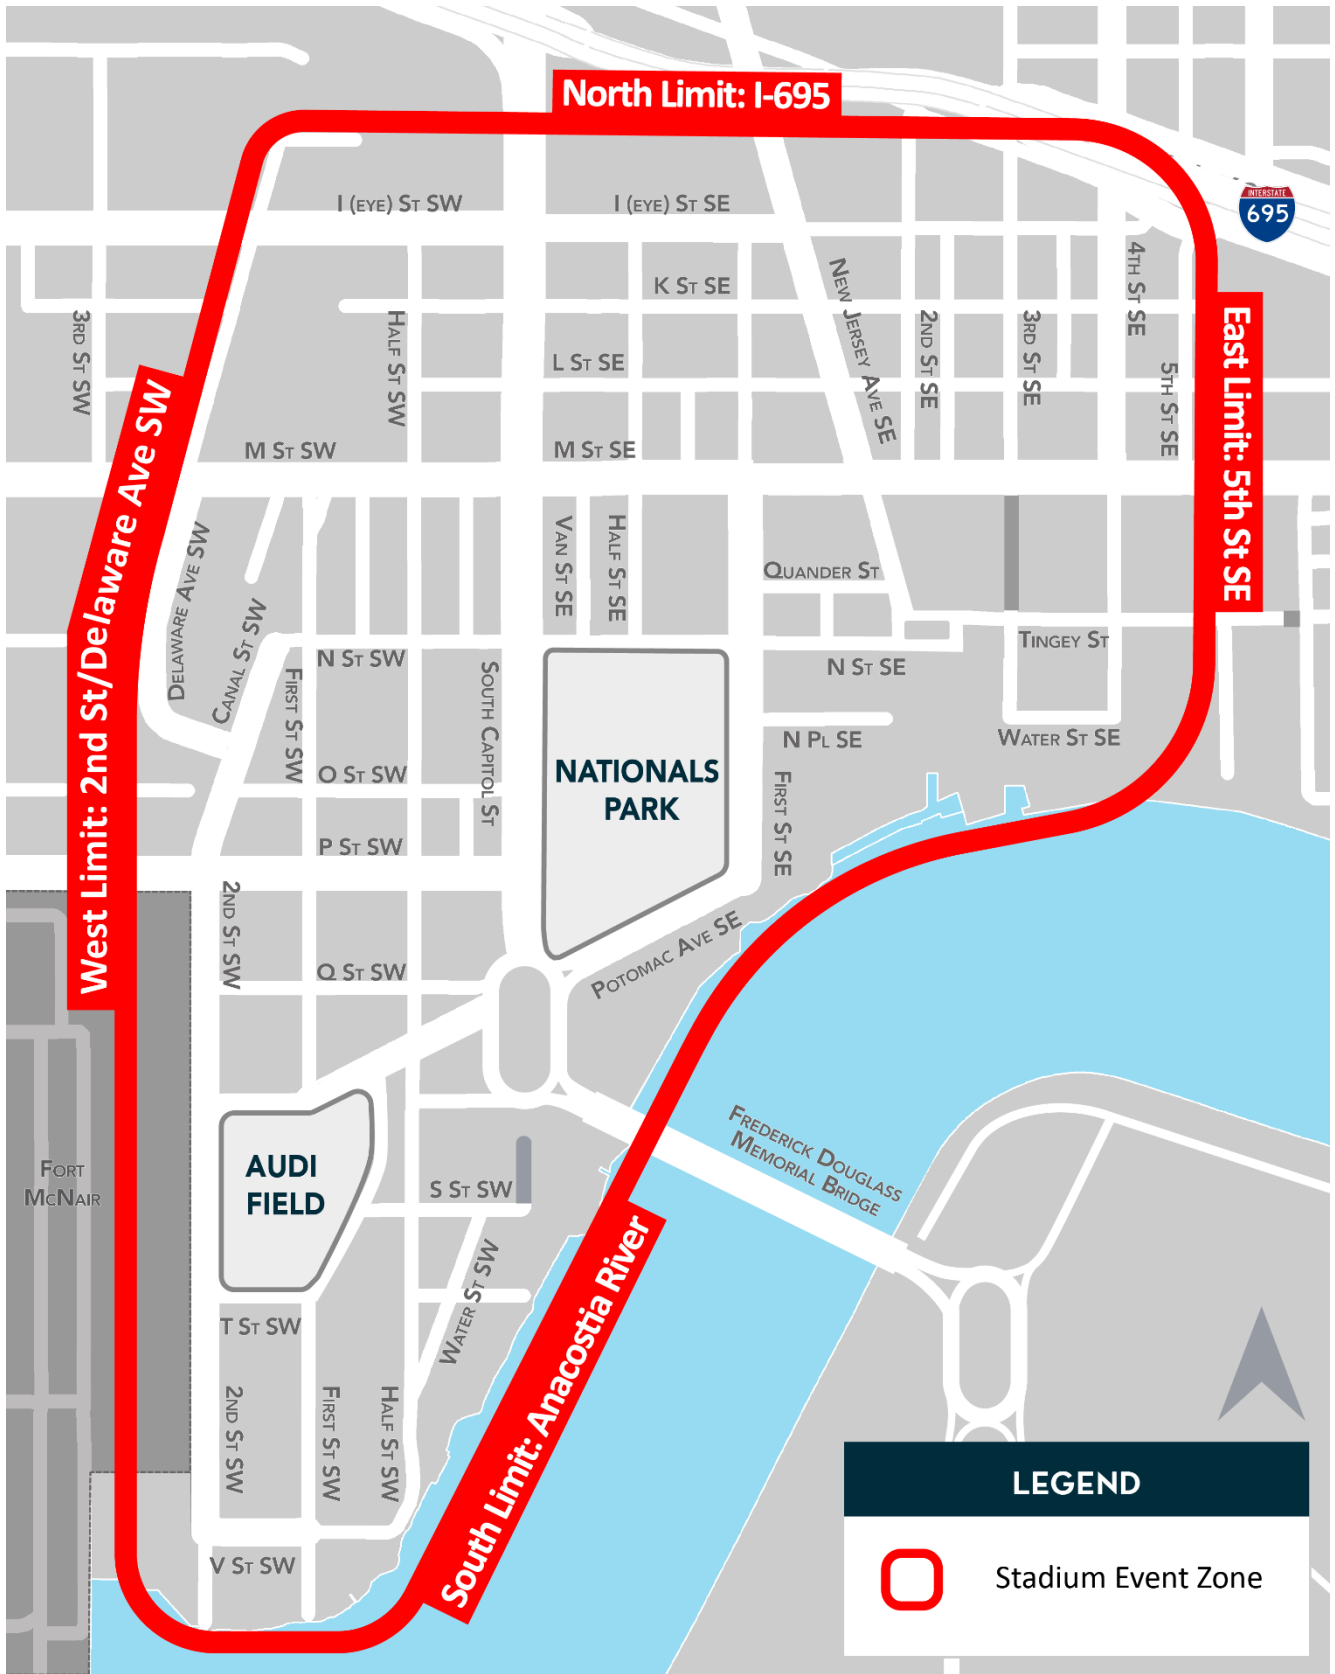 North Limit: I-695
I (EYE) ST SW
I (EYE) ST SE
INTERSTATE
695
K ST SE
4TH ST SE
NEW JERSEY AVE SE
3RD ST SW
HALF ST SW
2ND ST SE
3RD ST SE
East Limit: 5th St SE
L ST SE
5TH ST SE
West Limit: 2nd St/Delaware Ave SW
M ST SW
M ST SE
DELAWARE AVE SW
VAN ST SE
HALF ST SE
QUANDER ST
CANAL ST SW
TINGEY ST
N ST SW
N ST SE
FIRST ST SW
SOUTH CAPITOL ST
N PL SE
WATER ST SE
NATIONALS
PARK
O ST SW
FIRST ST SE
P ST SW
2ND ST SW
POTOMAC AVE SE
Q ST SW
FREDERICK DOUGLASS
MEMORIAL BRIDGE
FORT
MCNAIR
AUDI
FIELD
S ST SW
WATER ST SW
South Limit: Anacostia River
T ST SW
2ND ST SW
FIRST ST SW
HALF ST SW
V ST SW
LEGEND
Stadium Event Zone